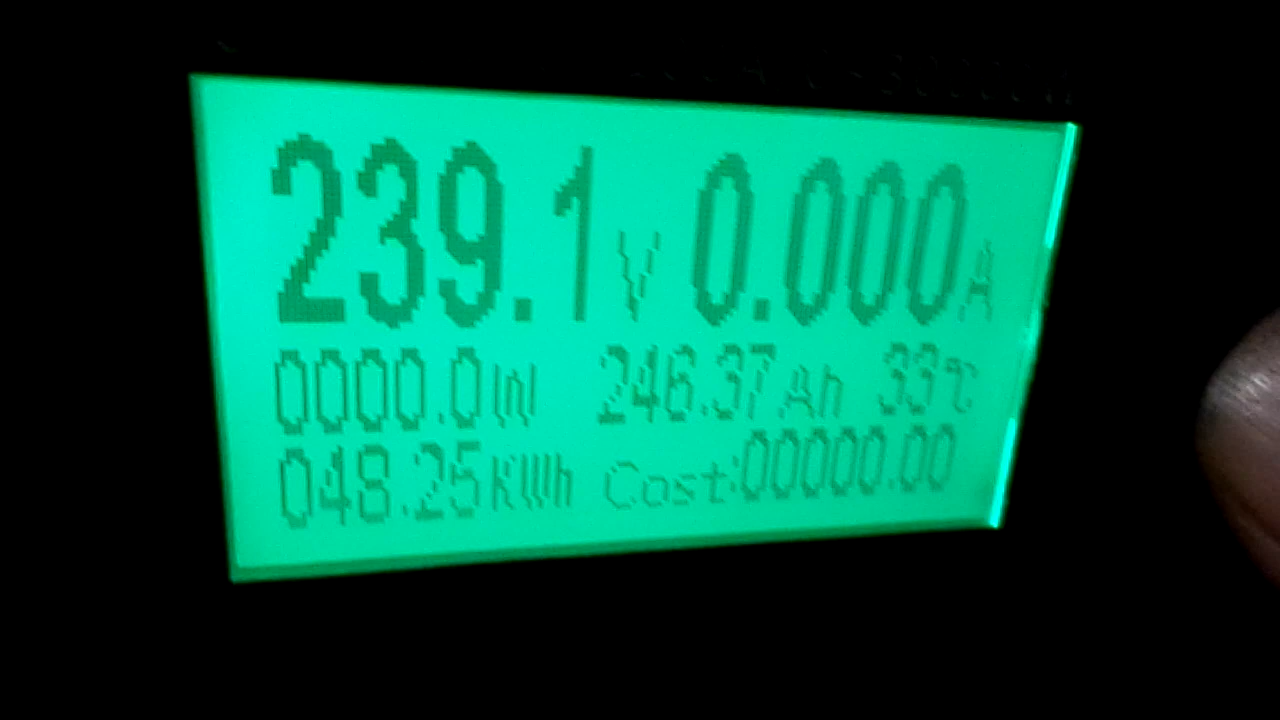 239.1V 0.000A
0000.0W 246.37Ah 33℃
048.25KWh Cost:00000.00